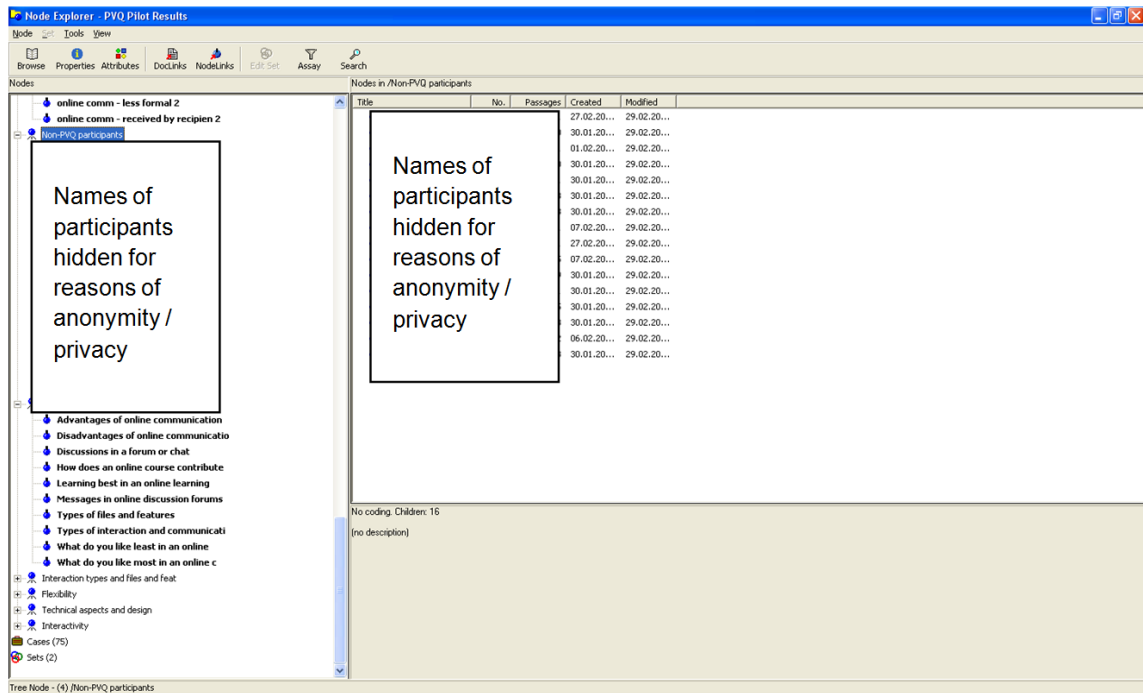 Node Explorer - PVQ Pilot Results
Node Set Tools View
Browse Properties Attributes DocLinks NodeLinks Edit Set Assay Search
Nodes
online comm - less formal 2
online comm - received by recipien 2
Non-PVQ participants
Names of
participants
hidden for
reasons of
anonymity /
privacy
Advantages of online communication
Disadvantages of online communicatio
Discussions in a forum or chat
How does an online course contribute
Learning best in an online learning
Messages in online discussion forums
Types of files and features
Types of interaction and communicati
What do you like least in an online
What do you like most in an online c
Interaction types and files and feat
Flexibility
Technical aspects and design
Interactivity
Cases (75)
Sets (2)
Nodes in /Non-PVQ participants
Title No. Passages Created Modified
27.02.20... 29.02.20...
30.01.20... 29.02.20...
01.02.20... 29.02.20...
30.01.20... 29.02.20...
30.01.20... 29.02.20...
30.01.20... 29.02.20...
30.01.20... 29.02.20...
07.02.20... 29.02.20...
27.02.20... 29.02.20...
07.02.20... 29.02.20...
30.01.20... 29.02.20...
30.01.20... 29.02.20...
30.01.20... 29.02.20...
30.01.20... 29.02.20...
06.02.20... 29.02.20...
30.01.20... 29.02.20...
Names of
participants
hidden for
reasons of
anonymity /
privacy
No coding. Children: 16
(no description)
Tree Node - (4) /Non-PVQ participants